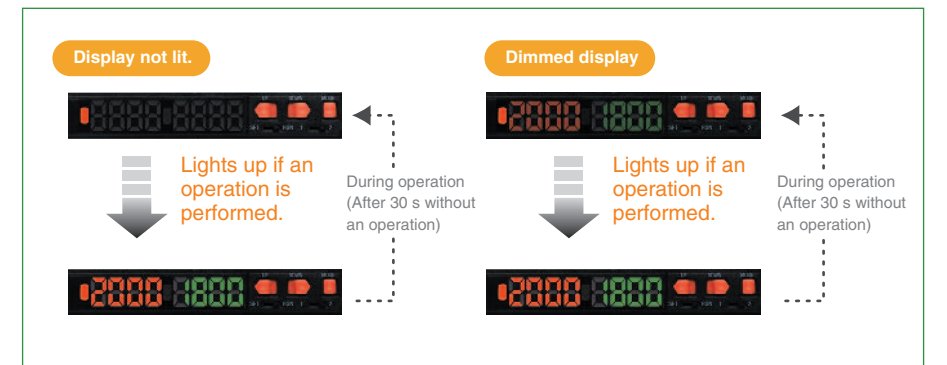 Display not lit.
Dimmed display
2000 1800
Lights up if an
operation is
performed.
During operation
(After 30 s without
an operation)
Lights up if an
operation is
performed.
During operation
(After 30 s without
an operation)
2000 1800
2000 1800